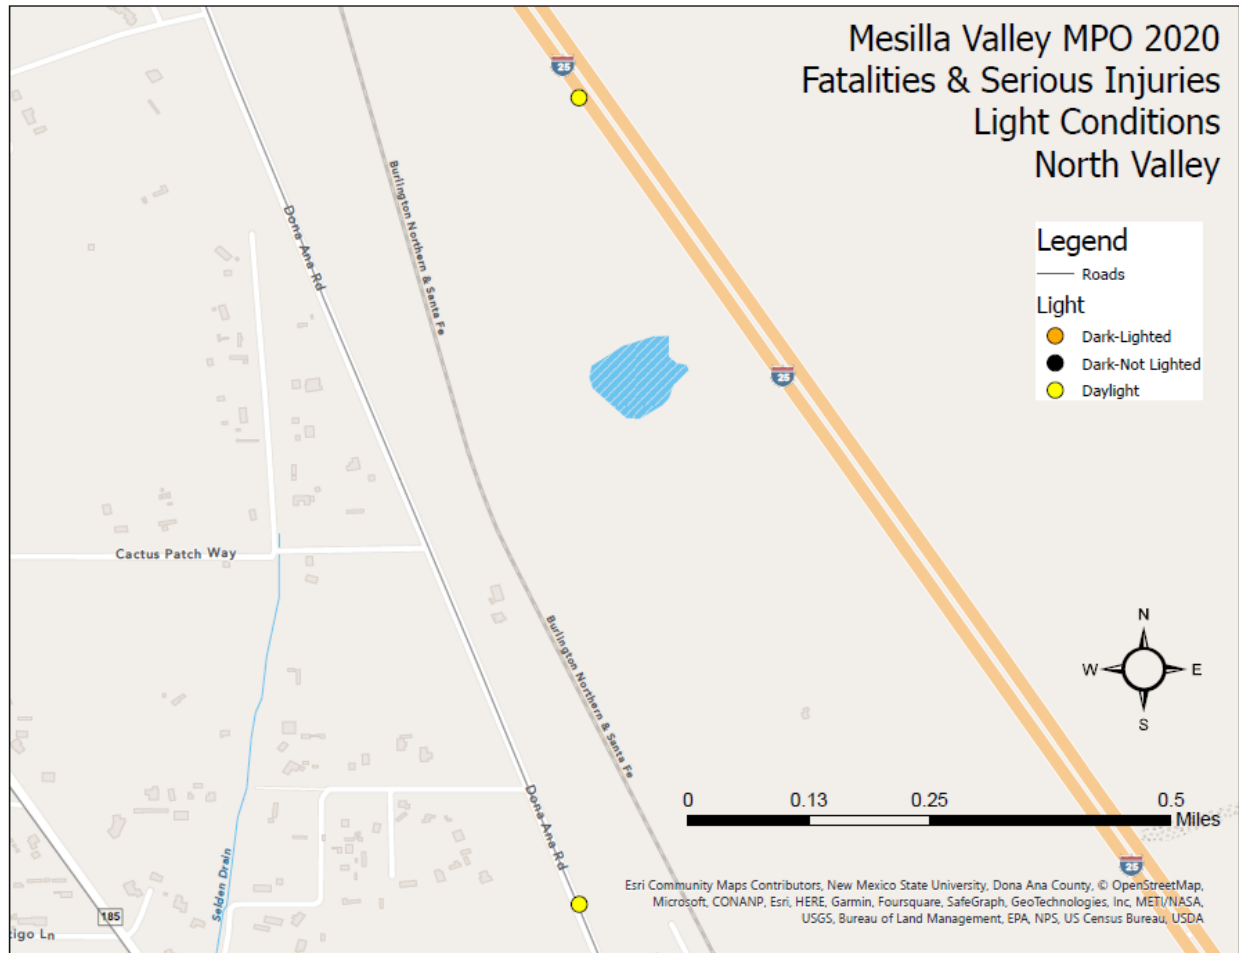 Mesilla Valley MPO 2020
Fatalities & Serious Injuries
Light Conditions
North Valley
25
Burlington Northern & Santa Fe
Dona Ana Rd
Legend
Roads
Light
Dark-Lighted
Dark-Not Lighted
Daylight
25
Cactus Patch Way
Burlington Northern & Santa Fe
N
W
E
S
0
0.13
0.25
0.5
Miles
Dona Ana Rd
Selden Drain
25
185
tigo Ln
Esri Community Maps Contributors, New Mexico State University, Dona Ana County, © OpenStreetMap,
Microsoft, CONANP, Esri, HERE, Garmin, Foursquare, SafeGraph, GeoTechnologies, Inc, METI/NASA,
USGS, Bureau of Land Management, EPA, NPS, US Census Bureau, USDA